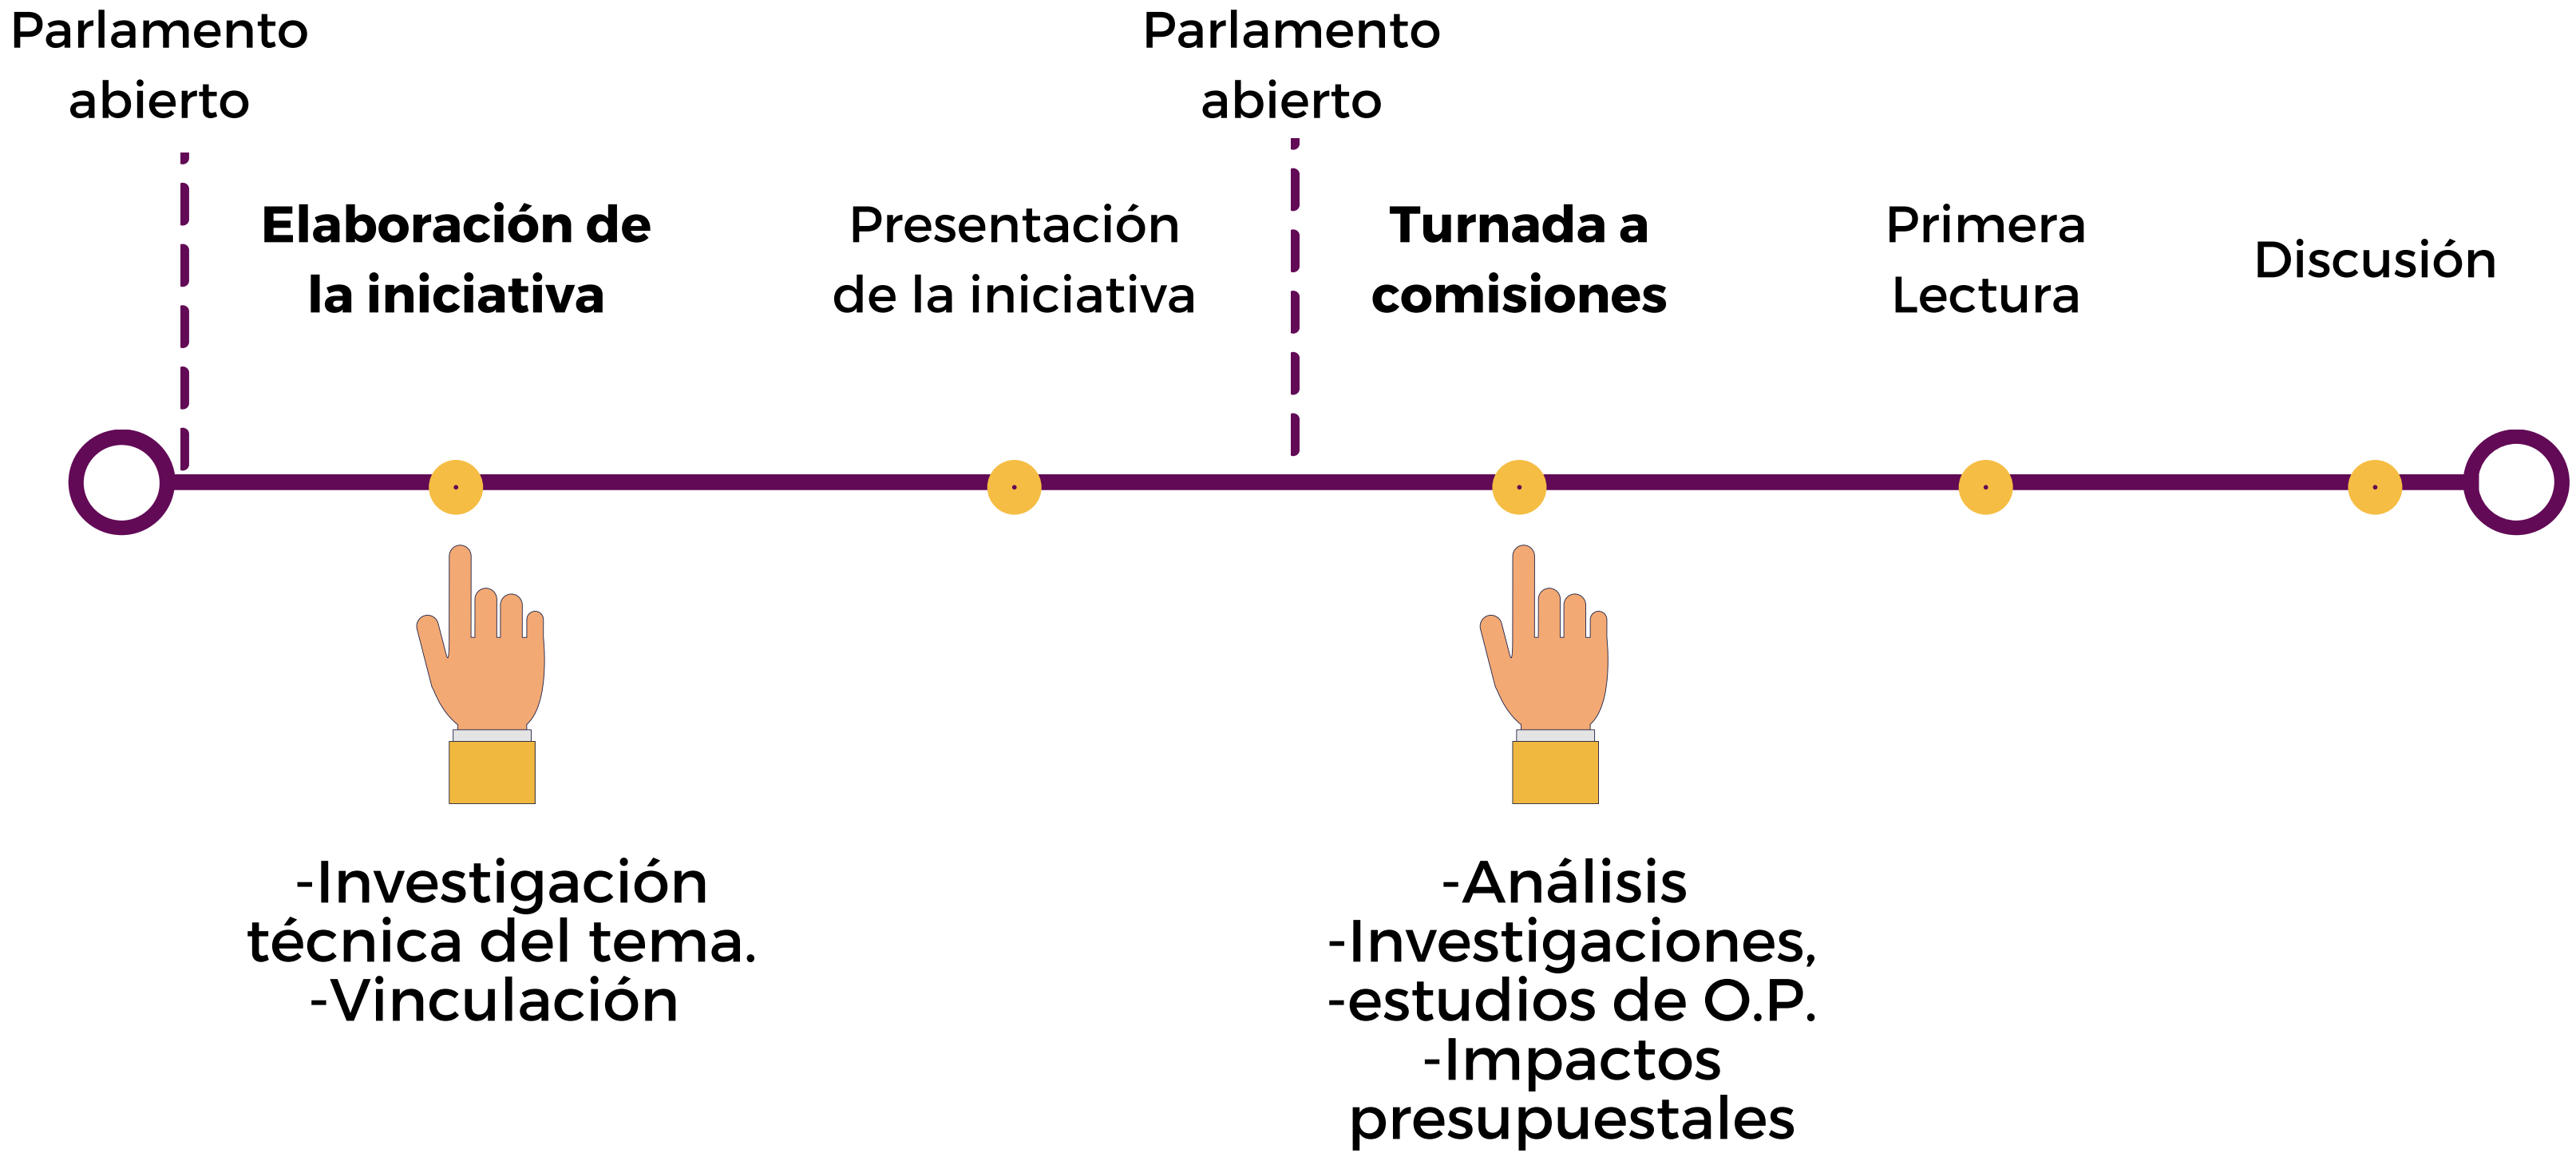 Parlamento
abierto
Parlamento
abierto
Elaboración de
la iniciativa
Presentación
de la iniciativa
Turnada a
comisiones
Primera
Lectura
Discusión
-Investigación
técnica del tema.
-Vinculación
-Análisis
-Investigaciones,
-estudios de O.P.
-Impactos
presupuestales